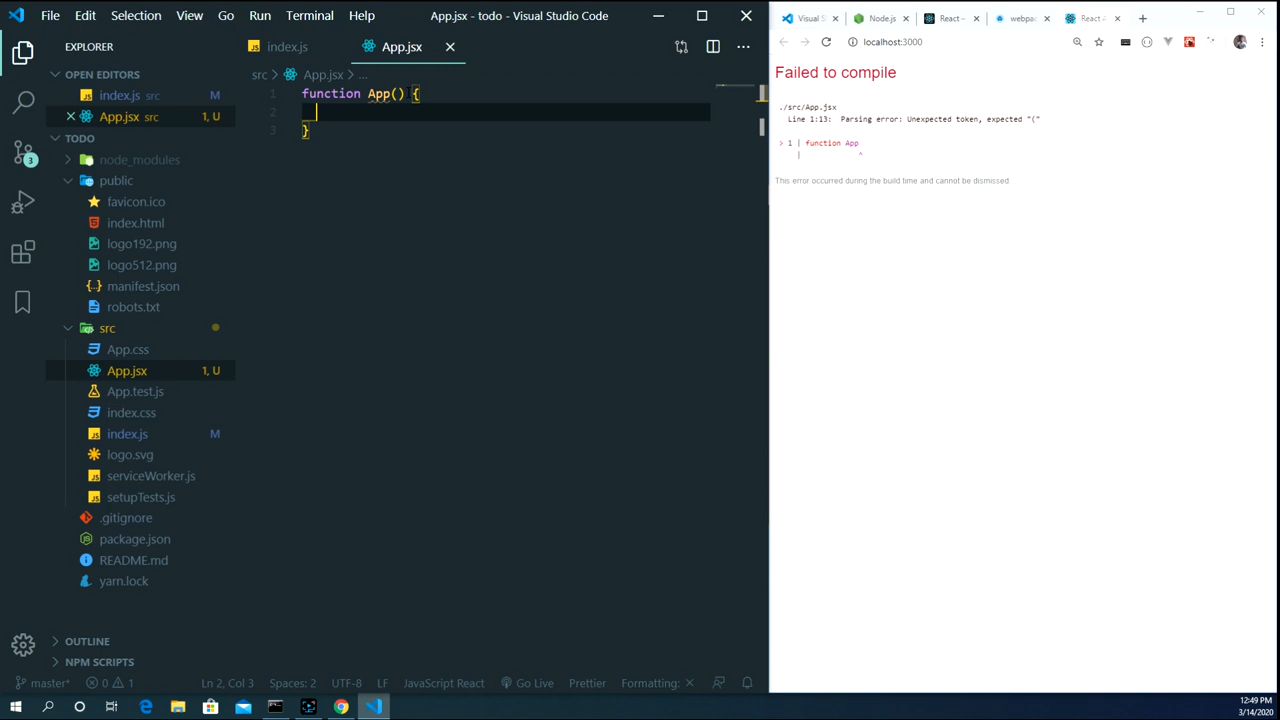 File Edit Selection View Go Run Terminal Help App.jsx - todo - Visual Studio Code
EXPLORER
OPEN EDITORS
index.js src M
App.jsx src 1, U
TODO
node_modules
public
favicon.ico
index.html
logo192.png
logo512.png
manifest.json
robots.txt
src
App.css
App.jsx 1, U
App.test.js
index.css
index.js M
logo.svg
serviceWorker.js
setupTests.js
.gitignore
package.json
README.md
yarn.lock
OUTLINE
NPM SCRIPTS
3
index.js App.jsx
src > App.jsx > ...
1 function App() {
2
3 }
master* 0 1 Ln 2, Col 3 Spaces: 2 UTF-8 LF JavaScript React Go Live Prettier Formatting: ×
Visual S Node.js React – webpac React A
localhost:3000
Failed to compile
./src/App.jsx
Line 1:13: Parsing error: Unexpected token, expected "("
> 1 | function App
| ^
This error occurred during the build time and cannot be dismissed
12:49 PM
3/14/2020